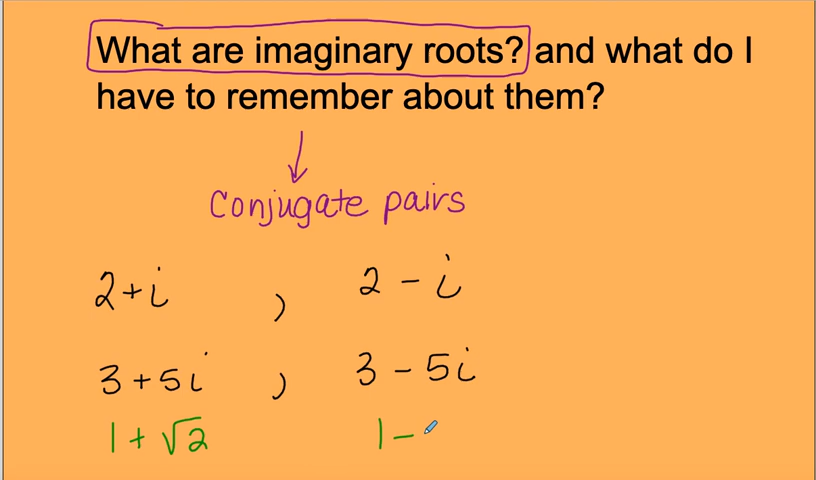 What are imaginary roots? and what do I
have to remember about them?
Conjugate pairs
2+i , 2 - i
3+5i , 3 - 5i
1 + √2 1 -